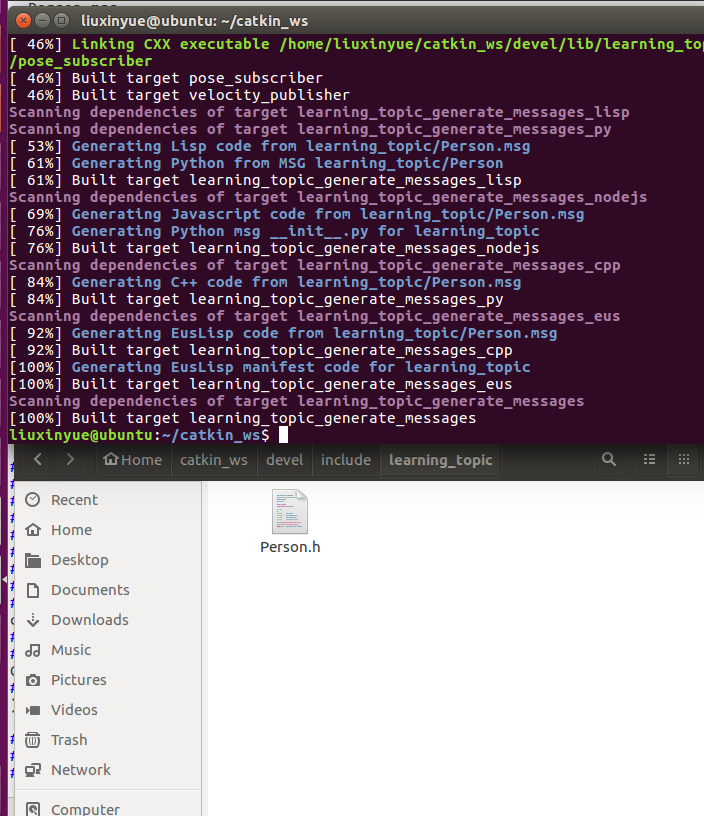 liuxinyue@ubuntu: ~/catkin_ws
[ 46%] Linking CXX executable /home/liuxinyue/catkin_ws/devel/lib/learning_top
/pose_subscriber
[ 46%] Built target pose_subscriber
[ 46%] Built target velocity_publisher
Scanning dependencies of target learning_topic_generate_messages_lisp
Scanning dependencies of target learning_topic_generate_messages_py
[ 53%] Generating Lisp code from learning_topic/Person.msg
[ 61%] Generating Python from MSG learning_topic/Person
[ 61%] Built target learning_topic_generate_messages_lisp
Scanning dependencies of target learning_topic_generate_messages_nodejs
[ 69%] Generating Javascript code from learning_topic/Person.msg
[ 76%] Generating Python msg __init__.py for learning_topic
[ 76%] Built target learning_topic_generate_messages_nodejs
Scanning dependencies of target learning_topic_generate_messages_cpp
[ 84%] Generating C++ code from learning_topic/Person.msg
[ 84%] Built target learning_topic_generate_messages_py
Scanning dependencies of target learning_topic_generate_messages_eus
[ 92%] Generating EusLisp code from learning_topic/Person.msg
[ 92%] Built target learning_topic_generate_messages_cpp
[100%] Generating EusLisp manifest code for learning_topic
[100%] Built target learning_topic_generate_messages_eus
Scanning dependencies of target learning_topic_generate_messages
[100%] Built target learning_topic_generate_messages
liuxinyue@ubuntu:~/catkin_ws$
Home catkin_ws devel include learning_topic
Recent
Home
Desktop
Documents
Downloads
Music
Pictures
Videos
Trash
Network
Computer
Person.h